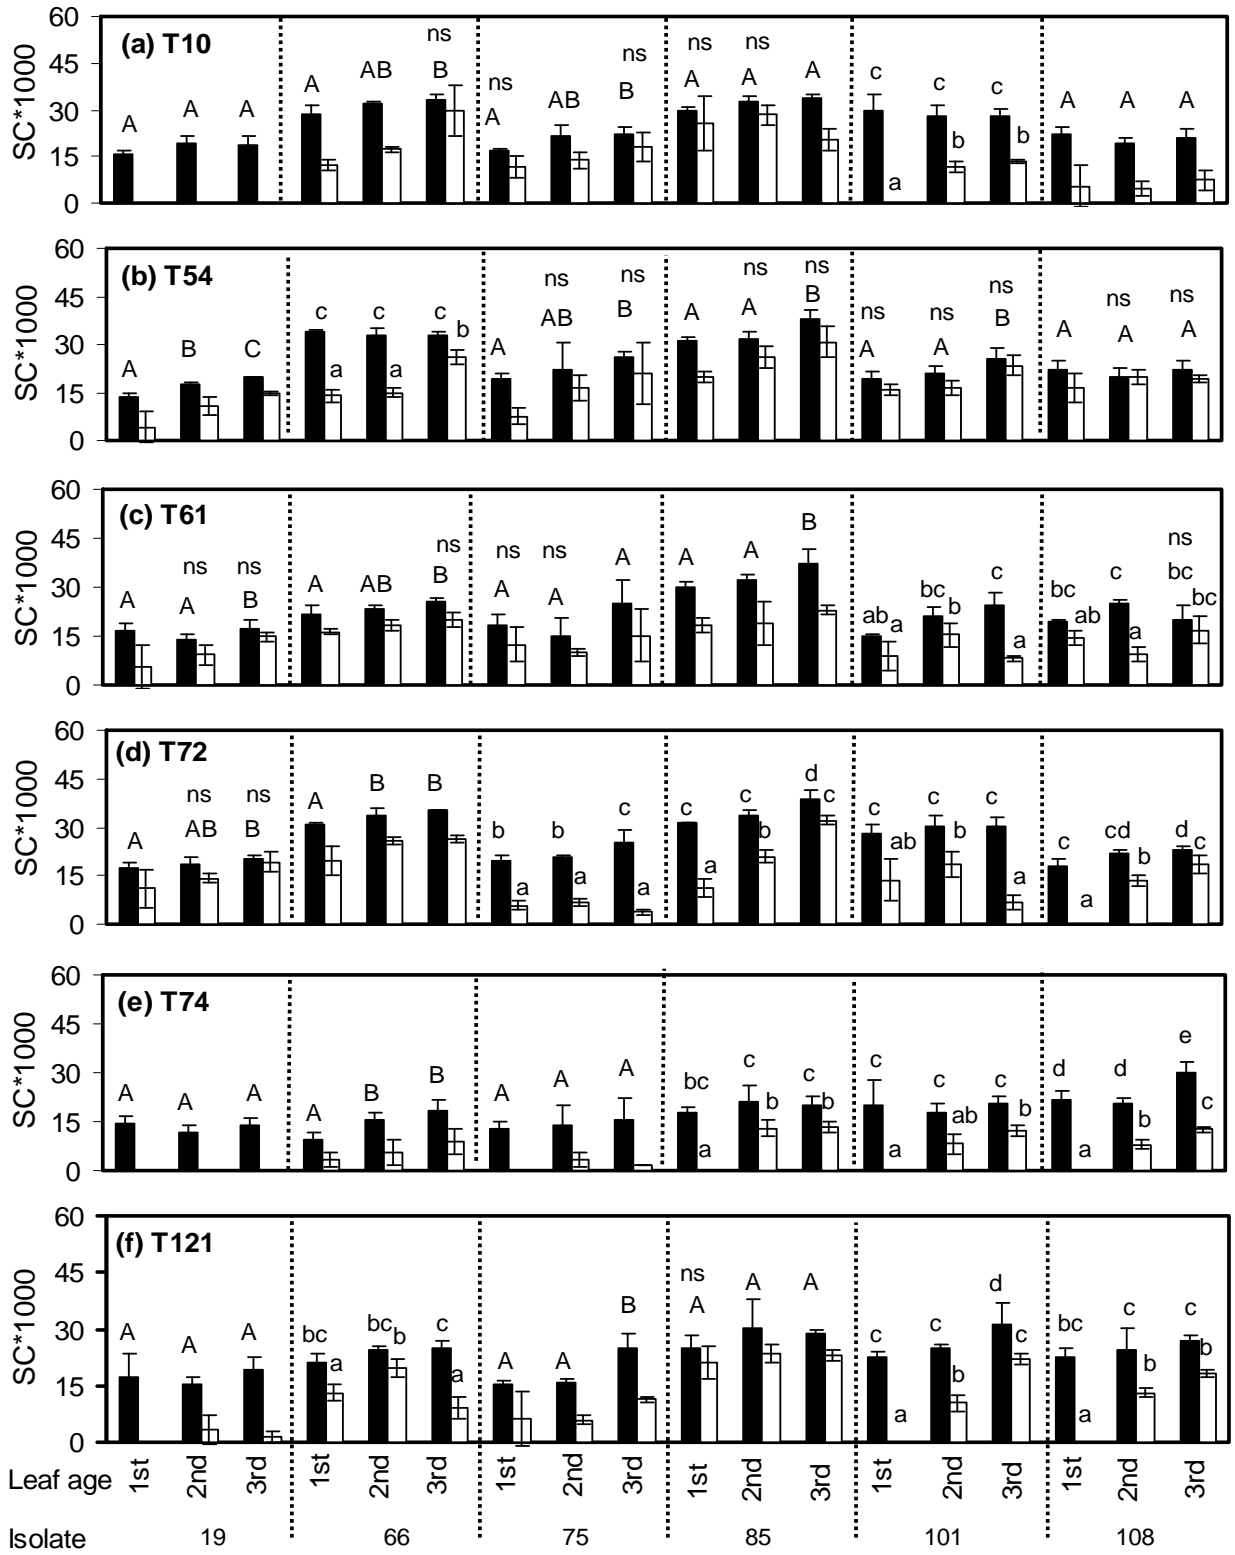 60
(a) T10
ns
ns
ns
ns
45
ns
A
AB
B
A
A
A
c
c
c
A
A
A
30
A
A
A
AB
B
A
b
b
15
a
0
SC*1000
60
(b) T54
ns
ns
ns
ns
ns
45
c
c
c
AB
B
A
A
B
ns
ns
B
ns
ns
30
A
B
C
b
A
A
A
A
A
A
15
a
a
0
SC*1000
60
(c) T61
B
45
ns
ns
ns
ns
ns
A
A
A
ns
30
A
A
B
A
AB
B
A
A
ab
a
bc
b
c
bc
ab
c
bc
bc
15
a
a
0
SC*1000
60
(d) T72
45
ns
ns
A
B
B
c
c
c
d
c
c
c
c
30
A
AB
B
b
b
b
ab
b
c
cd
b
d
c
15
a
a
a
a
a
a
0
SC*1000
60
(e) T74
45
e
30
A
A
A
A
B
B
A
A
A
bc
c
b
c
b
c
c
ab
c
b
d
d
b
c
15
a
a
a
0
SC*1000
60
(f) T121
45
ns
A
A
A
d
30
A
A
A
bc
a
bc
b
c
a
A
A
B
c
c
b
c
bc
c
b
c
b
15
a
a
0
SC*1000
Leaf age
1st
2nd
3rd
1st
2nd
3rd
1st
2nd
3rd
1st
2nd
3rd
1st
2nd
3rd
1st
2nd
3rd
Isolate
19
66
75
85
101
108